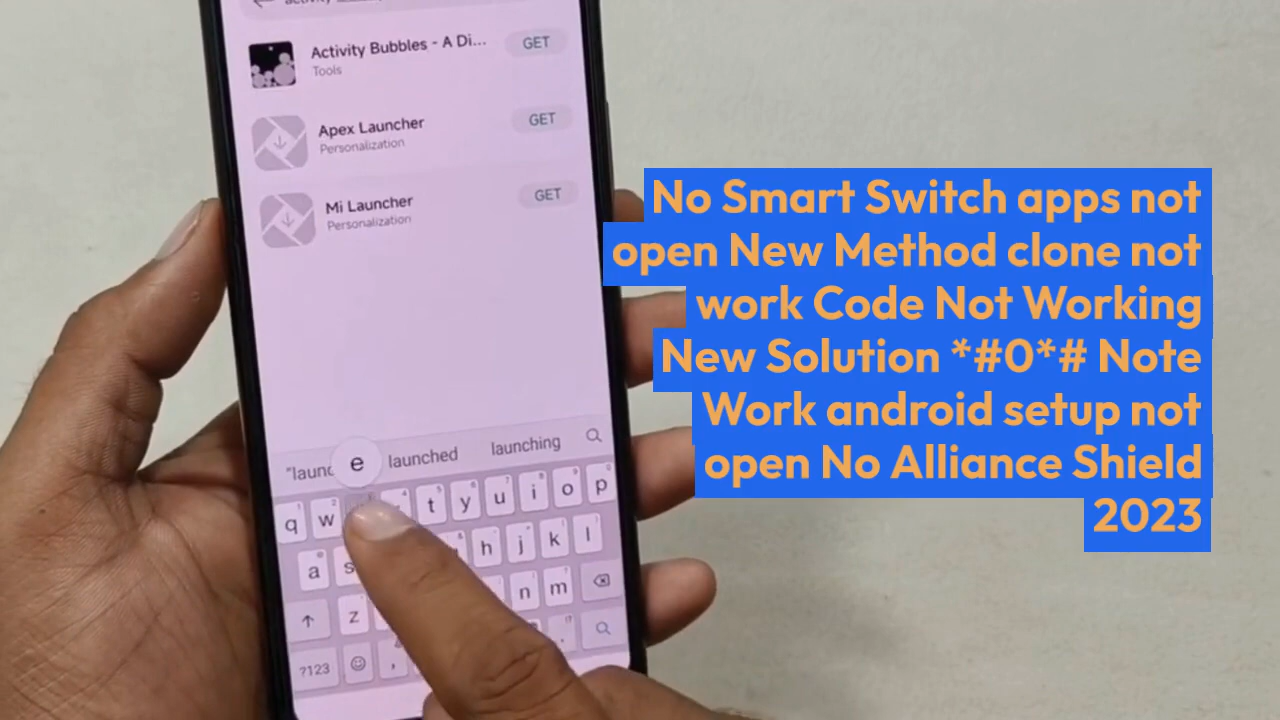 activity
Activity Bubbles - A Di...
GET
Tools
Apex Launcher
GET
Personalization
Mi Launcher
GET
Personalization
No Smart Switch apps not
open New Method clone not
work Code Not Working
New Solution *#0*# Note
Work android setup not
open No Alliance Shield
2023
"laun
e
launched
launching
q w t y u i o p
a s h j k l
z n m
?123 , .